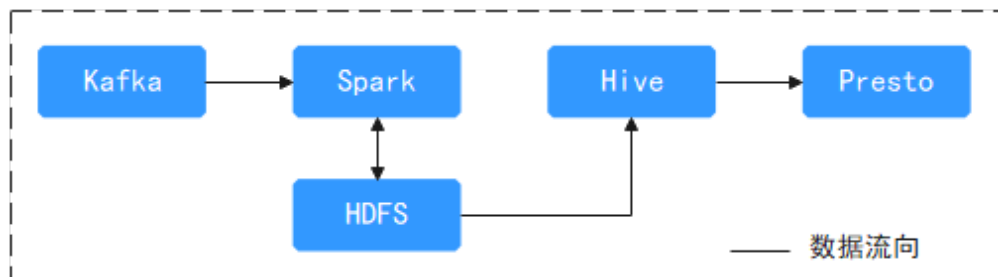 Kafka
Spark
Hive
Presto
HDFS
数据流向